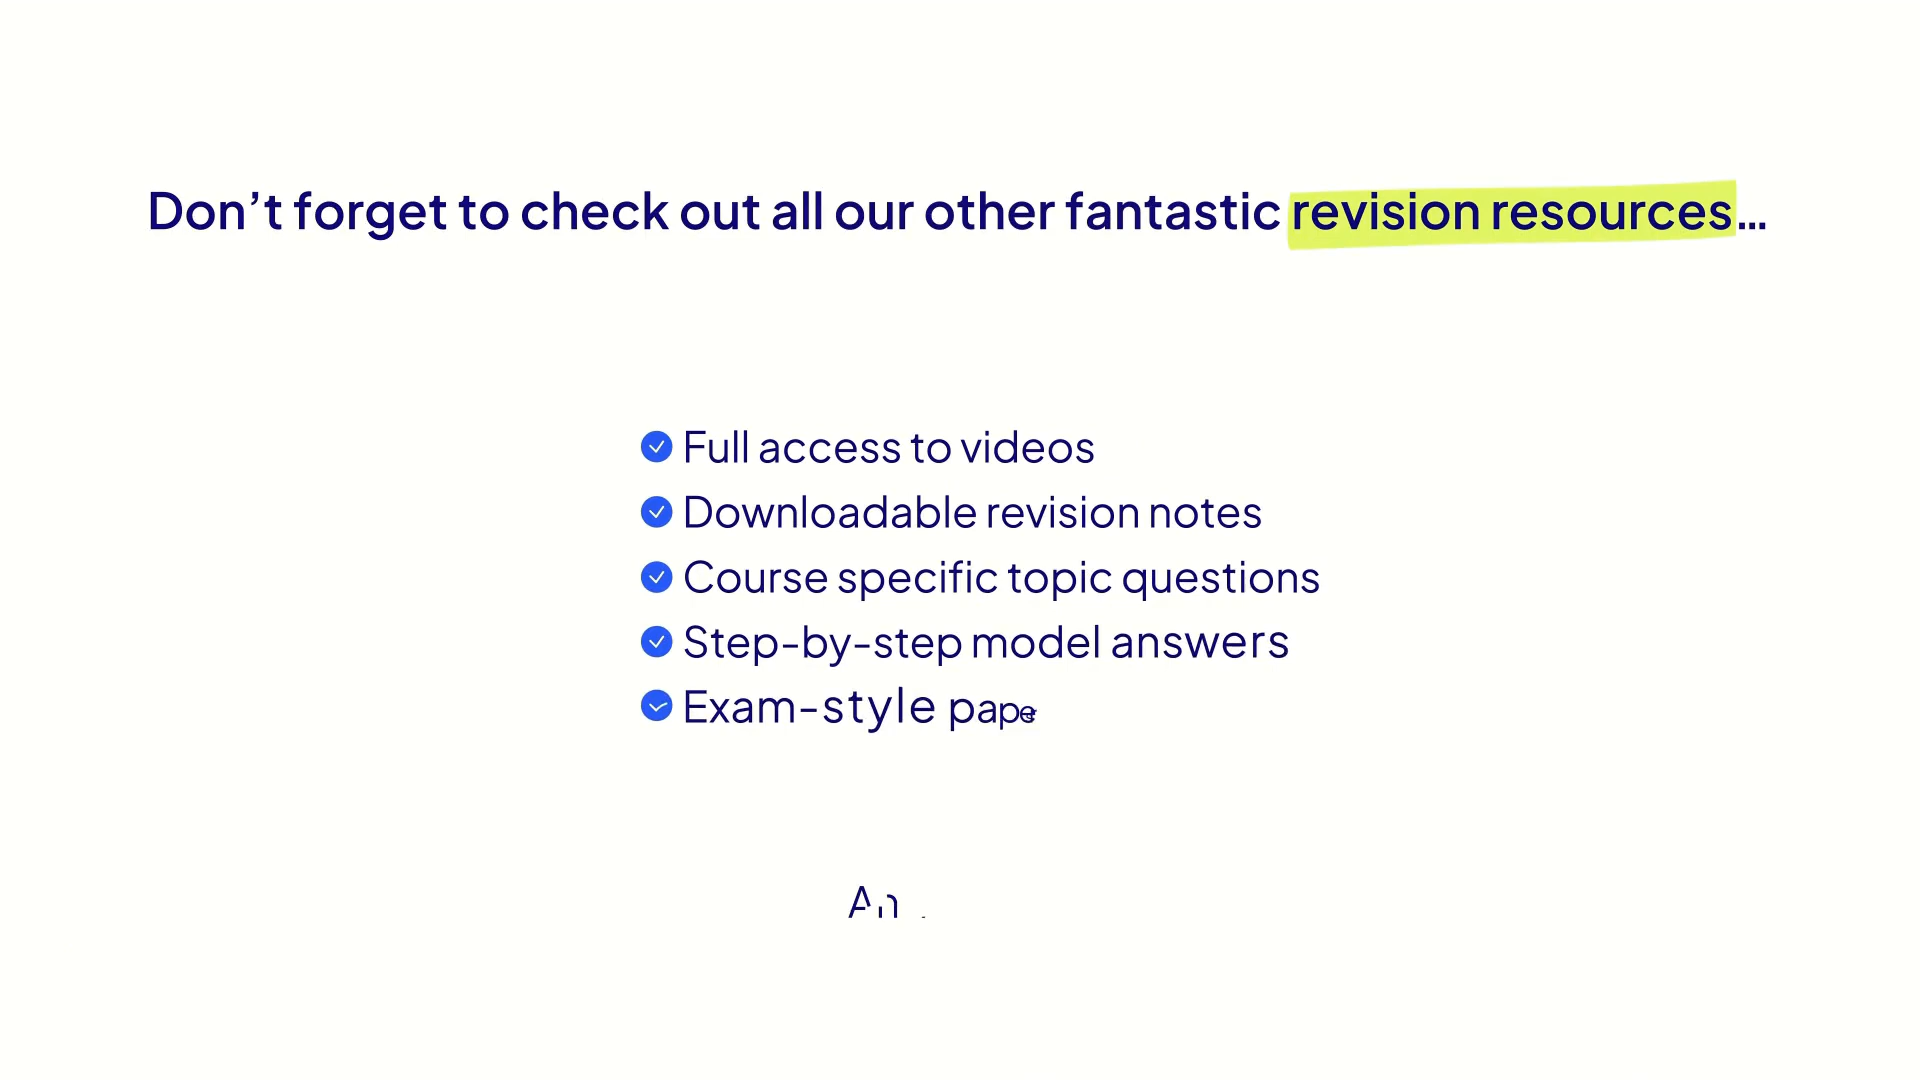 Don’t forget to check out all our other fantastic revision resources...
Full access to videos
Downloadable revision notes
Course specific topic questions
Step-by-step model answers
Exam-style